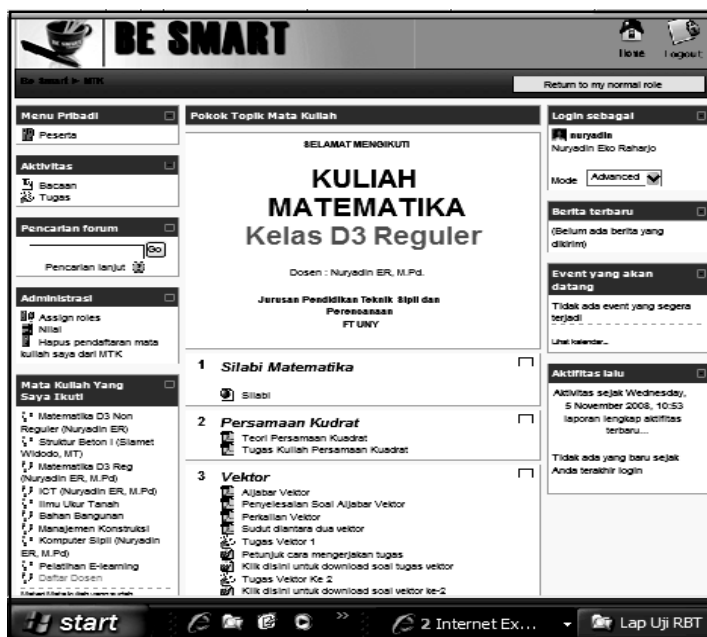 BE SMART
BE SMART
Home
Logout
Be Smart ► MTK
Return to my normal role
Menu Pribadi
Peserta
Aktivitas
Bacaan
Tugas
Pencarian forum
Go
Pencarian lanjut
Administrasi
Assign roles
Nilai
Hapus pendaftaran mata
kuliah saya dari MTK
Mata Kuliah Yang
Saya Ikuti
Matematika D3 Non
Reguler (Nuryadin ER)
Struktur Beton I (Slamet
Widodo, MT)
Matematika D3 Reg
(Nuryadin ER, M.Pd)
ICT (Nuryadin ER, M.Pd)
Ilmu Ukur Tanah
Bahan Bangunan
Manajemen Konstruksi
Komputer Sipil (Nuryadin
ER, M.Pd)
Pelatihan E-learning
Daftar Dosen
Pokok Topik Mata Kuliah
SELAMAT MENGIKUTI
KULIAH
MATEMATIKA
Kelas D3 Reguler
Dosen : Nuryadin ER, M.Pd.
Jurusan Pendidikan Teknik Sipil dan
Perencanaan
FT UNY
1 Silabi Matematika
Silabi
2 Persamaan Kudrat
Teori Persamaan Kuadrat
Tugas Kuliah Persamaan Kuadrat
3 Vektor
Aljabar Vektor
Penyelesaian Soal Aljabar Vektor
Perkalian Vektor
Sudut diantara dua vektor
Tugas Vektor 1
Petunjuk cara mengerjakan tugas
Klik disini untuk download soal tugas vektor
Tugas Vektor Ke 2
Klik disini untuk download soal vektor ke-2
Login sebagai
nuryadin
Nuryadin Eko Raharjo
Mode Advanced
Berita terbaru
(Belum ada berita yang
dikirim)
Event yang akan
datang
Tidak ada event yang segera
terjadi
Lihat kalender...
Aktifitas lalu
Aktivitas sejak Wednesday,
5 November 2008, 10:53
laporan lengkap aktifitas
terbaru...
Tidak ada yang baru sejak
Anda terakhir login
start
»
2 Internet Ex...
Lap Uji RBT